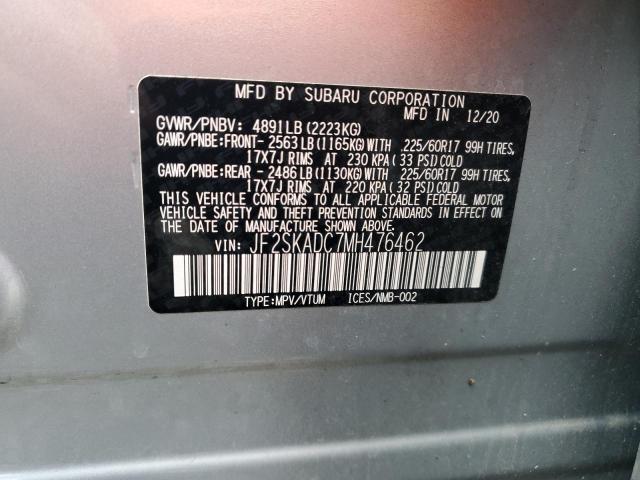 MFD BY SUBARU CORPORATION
MFD IN 12/20
GVWR/PNBV: 4891LB(2223KG)
GAWR/PNBE:FRONT- 2563LB(1165KG)WITH 225/60R17 99H TIRES,
17X7J RIMS AT 230 KPA(33 PSI)COLD
GAWR/PNBE:REAR - 2486LB(1130KG)WITH 225/60R17 99H TIRES,
17X7J RIMS AT 220 KPA(32 PSI)COLD
THIS VEHICLE CONFORMS TO ALL APPLICABLE FEDERAL MOTOR
VEHICLE SAFETY AND THEFT PREVENTION STANDARDS IN EFFECT ON
THE DATE OF MANUFACTURE SHOWN ABOVE.
VIN: JF2SKADC7MH476462
TYPE:MPV/VTUM ICES/NMB-002